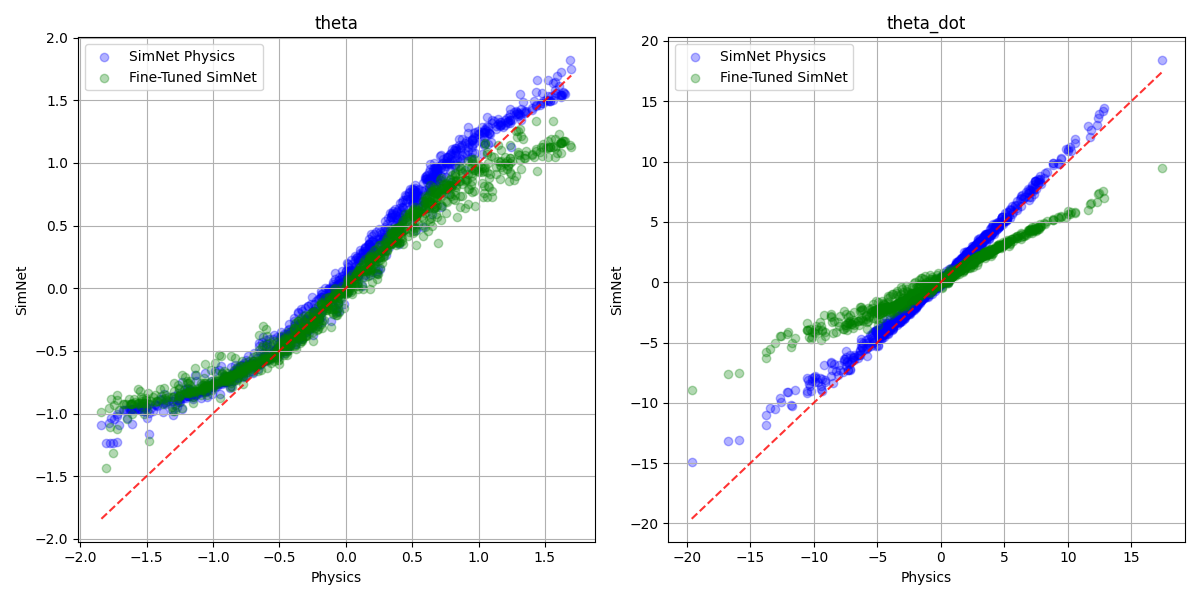 theta
SimNet Physics
Fine-Tuned SimNet
2.0
1.5
1.0
0.5
0.0
−0.5
−1.0
−1.5
−2.0
SimNet
−2.0 −1.5 −1.0 −0.5 0.0 0.5 1.0 1.5
Physics
theta_dot
SimNet Physics
Fine-Tuned SimNet
20
15
10
5
0
−5
−10
−15
−20
SimNet
−20 −15 −10 −5 0 5 10 15
Physics